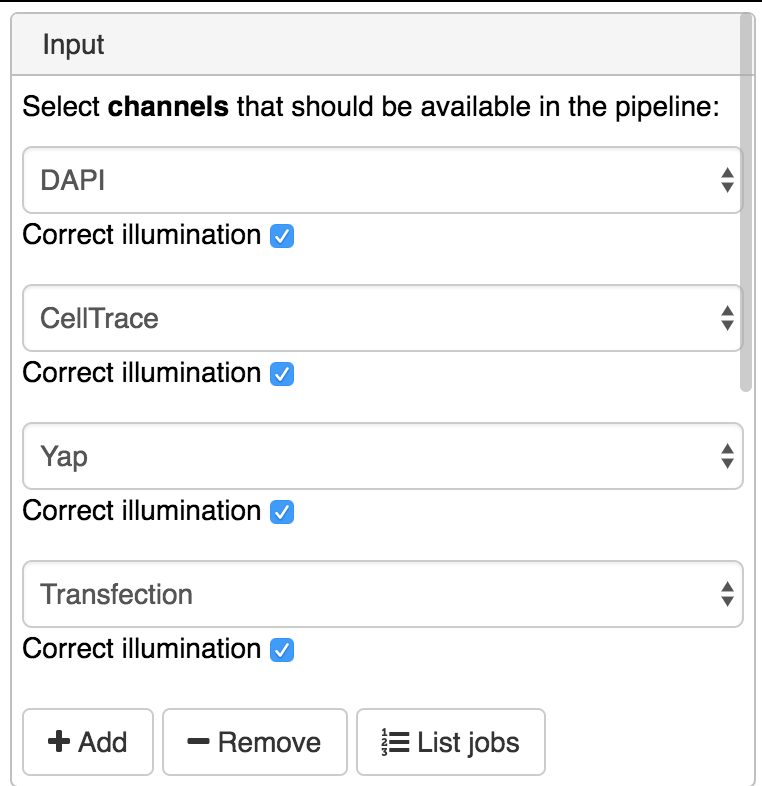 Input
Select channels that should be available in the pipeline:
DAPI
Correct illumination
CellTrace
Correct illumination
Yap
Correct illumination
Transfection
Correct illumination
Add Remove List jobs